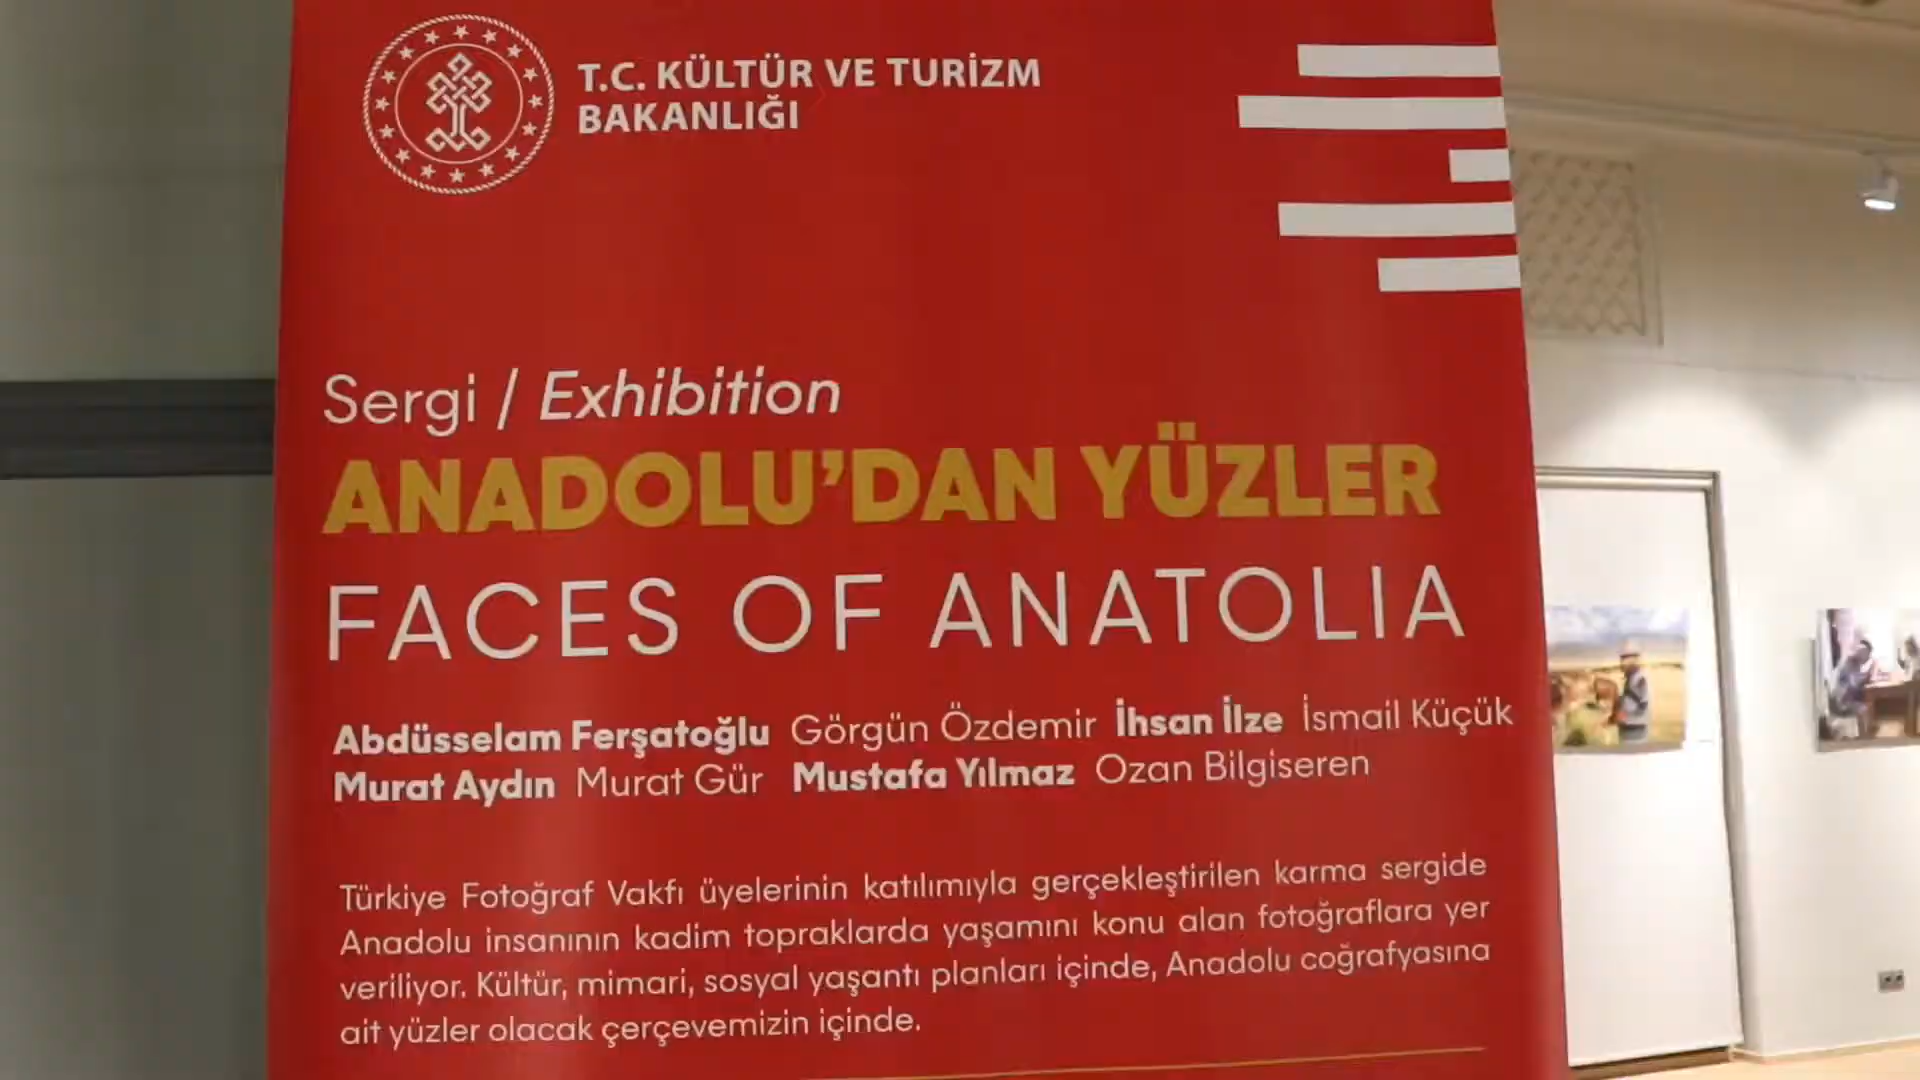 T.C. KÜLTÜR VE TURİZM
BAKANLIĞI
Sergi / Exhibition
ANADOLU’DAN YÜZLER
FACES OF ANATOLIA
Abdüsselam Ferşatoğlu Görgün Özdemir İhsan İlze İsmail Küçük
Murat Aydın Murat Gür Mustafa Yılmaz Ozan Bilgiseren
Türkiye Fotoğraf Vakfı üyelerinin katılımıyla gerçekleştirilen karma sergide
Anadolu insanının kadim topraklarda yaşamını konu alan fotoğraflara yer
veriliyor. Kültür, mimari, sosyal yaşantı planları içinde, Anadolu coğrafyasına
ait yüzler olacak çerçevemizin içinde.